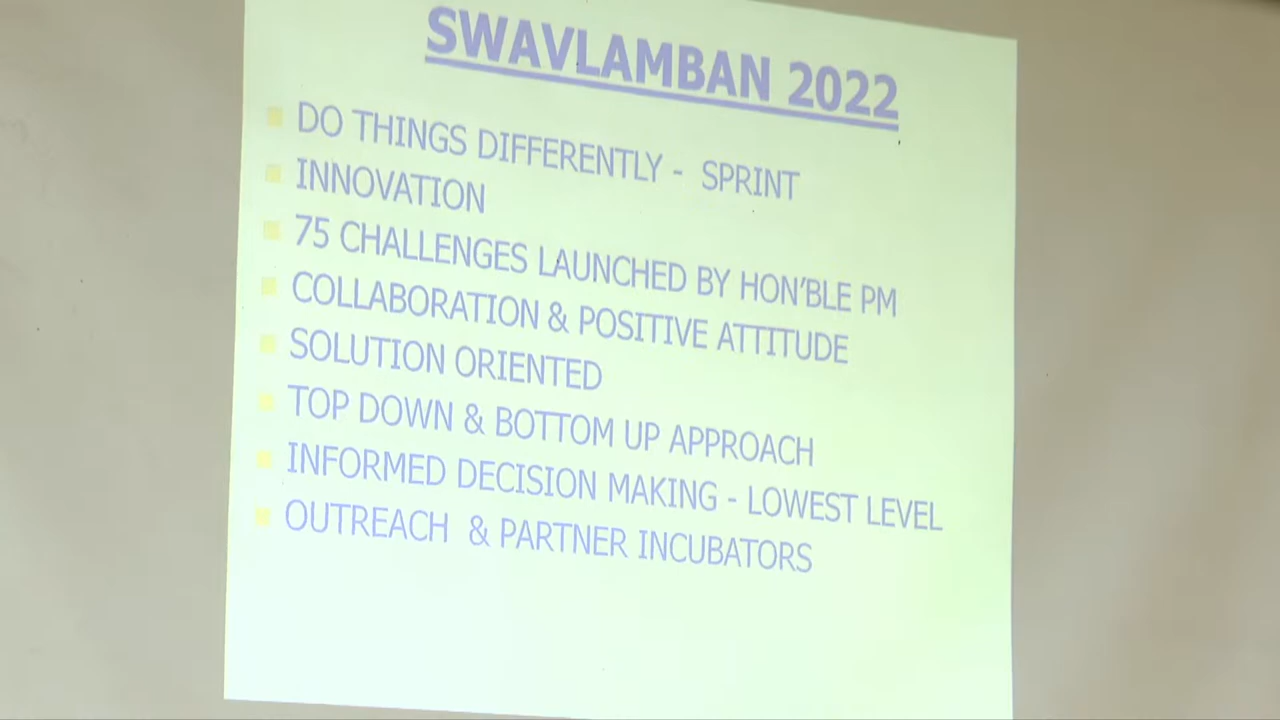 SWAVLAMBAN 2022
DO THINGS DIFFERENTLY - SPRINT
INNOVATION
75 CHALLENGES LAUNCHED BY HON'BLE PM
COLLABORATION & POSITIVE ATTITUDE
SOLUTION ORIENTED
TOP DOWN & BOTTOM UP APPROACH
INFORMED DECISION MAKING - LOWEST LEVEL
OUTREACH & PARTNER INCUBATORS